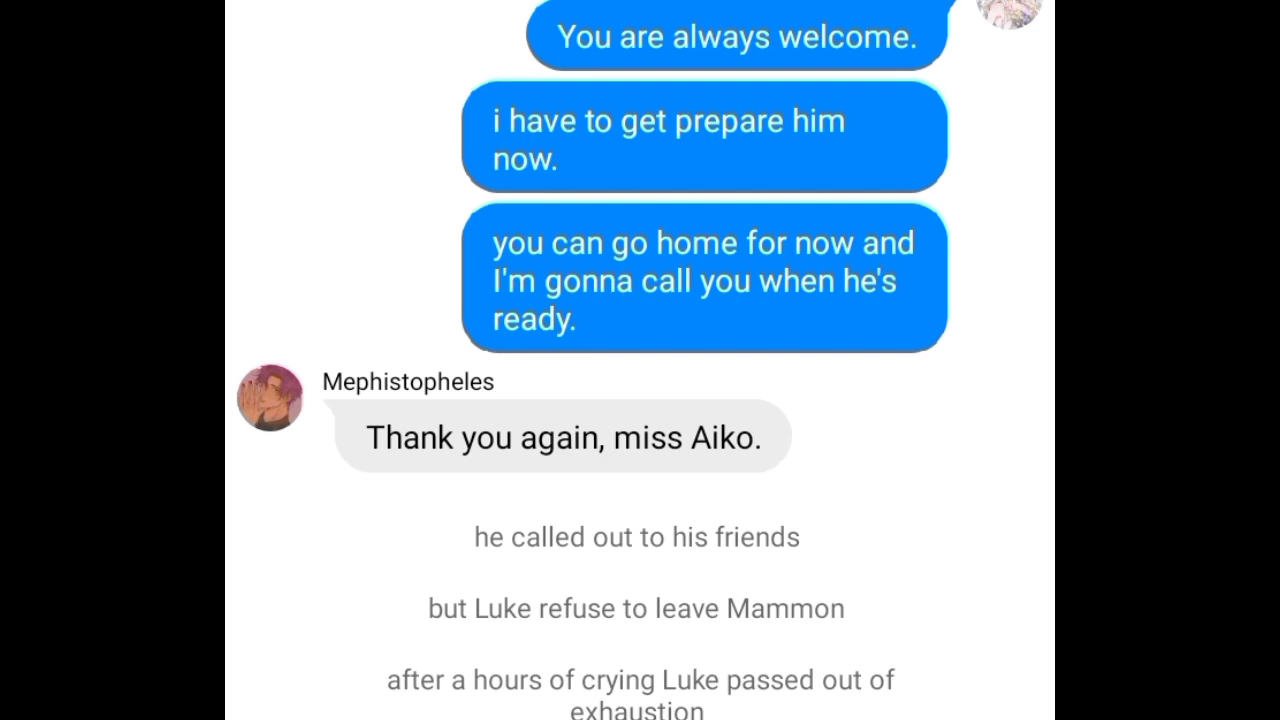 You are always welcome.
i have to get prepare him
now.
you can go home for now and
I'm gonna call you when he's
ready.
Mephistopheles
Thank you again, miss Aiko.
he called out to his friends
but Luke refuse to leave Mammon
after a hours of crying Luke passed out of
exhaustion